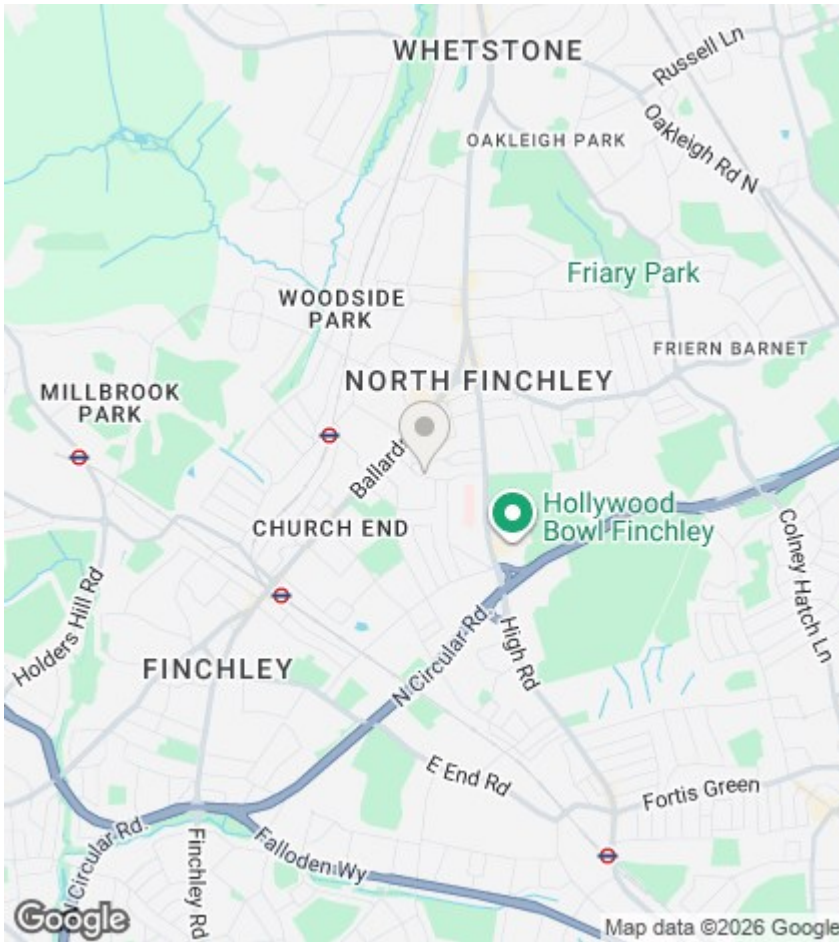 WHETSTONE
Russell Ln
OAKLEIGH PARK
Oakleigh Rd N
Friary Park
WOODSIDE
PARK
FRIERN BARNET
NORTH FINCHLEY
MILLBROOK
PARK
Ballards
Hollywood
Bowl Finchley
CHURCH END
Colney Hatch Ln
Holders Hill Rd
N Circular Rd.
High Rd
FINCHLEY
E End Rd
Fortis Green
N Circular Rd.
Finchley Rd
Falloden Wy
Google
Map data ©2026 Google